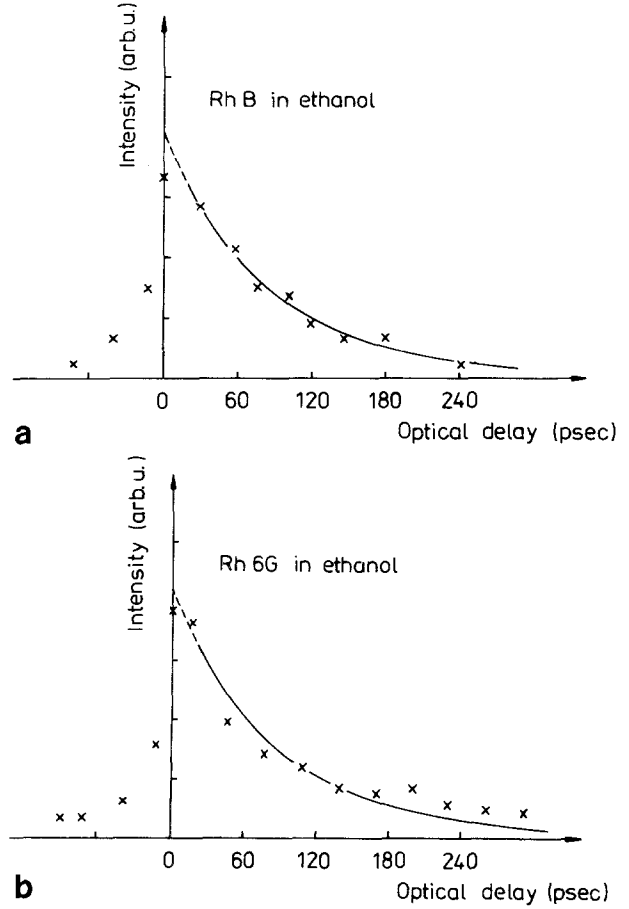 Intensity (arb.u.)
Rh B in ethanol
0 60 120 180 240
a
Optical delay (psec)
Intensity (arb.u.)
Rh 6G in ethanol
0 60 120 180 240
b
Optical delay (psec)